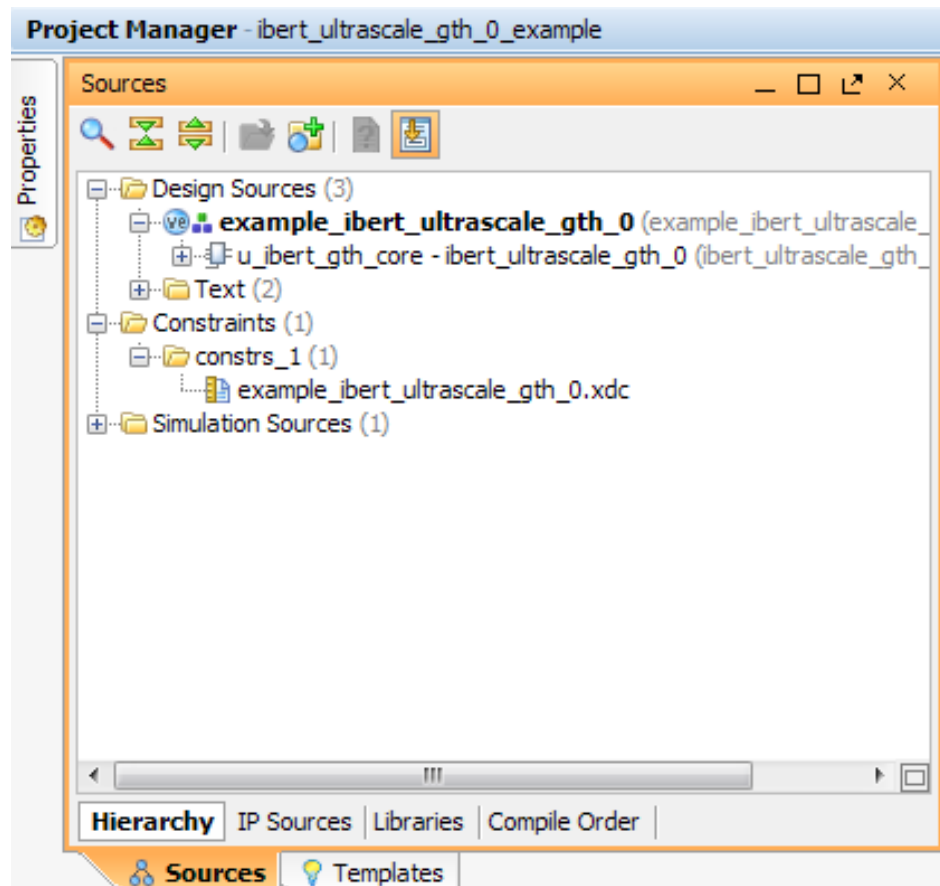 Project Manager - ibert_ultrascale_gth_0_example
Properties
Sources
Design Sources (3)
ve example_ibert_ultrascale_gth_0 (example_ibert_ultrascale_
u_ibert_gth_core - ibert_ultrascale_gth_0 (ibert_ultrascale_gth_
Text (2)
Constraints (1)
constrs_1 (1)
example_ibert_ultrascale_gth_0.xdc
Simulation Sources (1)
Hierarchy IP Sources Libraries Compile Order
Sources Templates